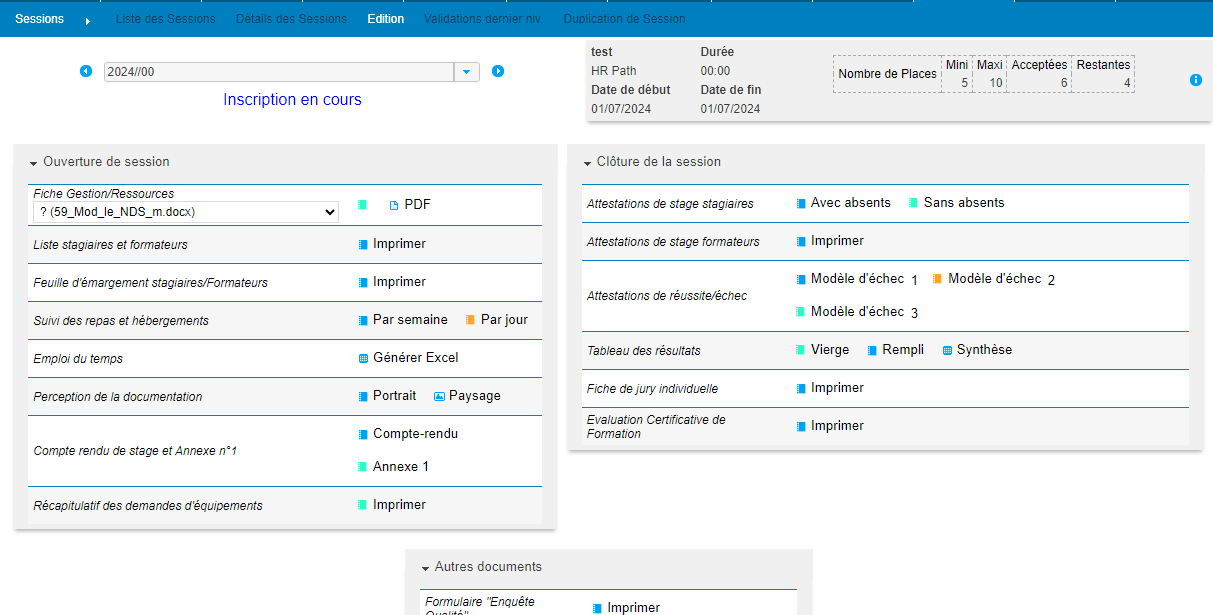 Sessions Liste des Sessions Détails des Sessions Edition Validations dernier niv. Duplication de Session
2024//00
Inscription en cours
test Durée
HR Path 00:00
Date de début Date de fin
01/07/2024 01/07/2024
Nombre de Places Mini Maxi Acceptées Restantes
5 10 6 4
Ouverture de session
Fiche Gestion/Ressources
? (59_Mod_le_NDS_m.docx) PDF
Liste stagiaires et formateurs Imprimer
Feuille d'émargement stagiaires/Formateurs Imprimer
Suivi des repas et hébergements Par semaine Par jour
Emploi du temps Générer Excel
Perception de la documentation Portrait Paysage
Compte rendu de stage et Annexe n°1 Compte-rendu
Annexe 1
Récapitulatif des demandes d'équipements Imprimer
Clôture de la session
Attestations de stage stagiaires Avec absents Sans absents
Attestations de stage formateurs Imprimer
Attestations de réussite/échec Modèle d'échec 1 Modèle d'échec 2
Modèle d'échec 3
Tableau des résultats Vierge Rempli Synthèse
Fiche de jury individuelle Imprimer
Evaluation Certificative de
Formation Imprimer
Autres documents
Formulaire "Enquête
Qualité" Imprimer